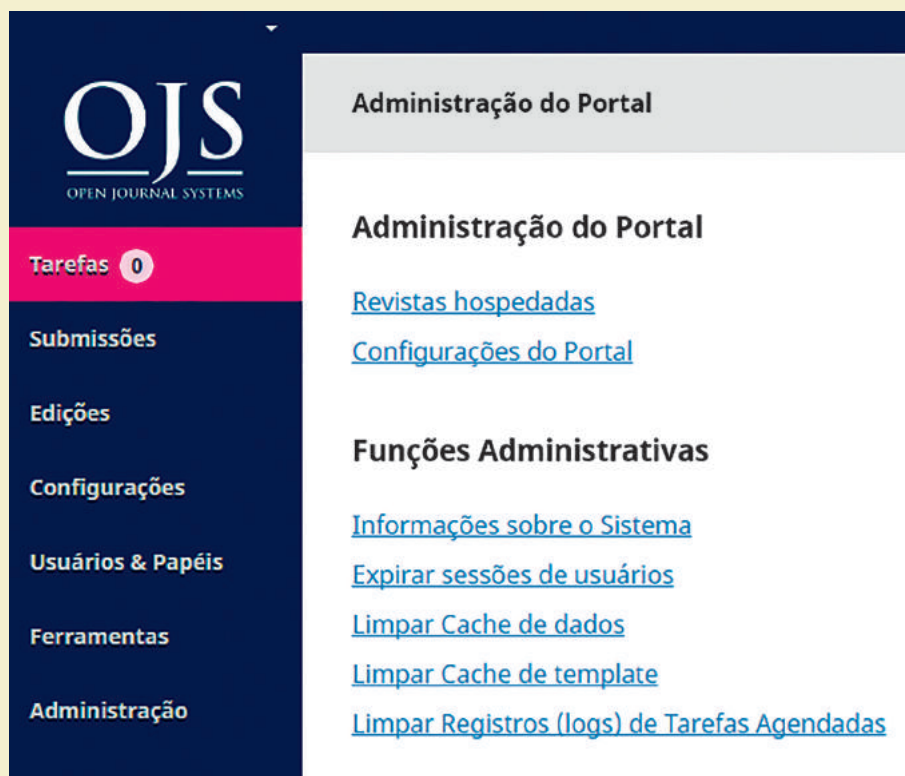 OJS
OPEN JOURNAL SYSTEMS
Tarefas 0
Submissões
Edições
Configurações
Usuários & Papéis
Ferramentas
Administração
Administração do Portal
Administração do Portal
Revistas hospedadas
Configurações do Portal
Funções Administrativas
Informações sobre o Sistema
Expirar sessões de usuários
Limpar Cache de dados
Limpar Cache de template
Limpar Registros (logs) de Tarefas Agendadas